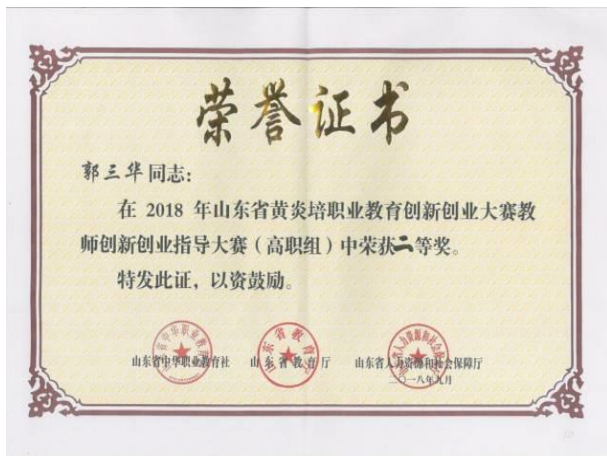 荣誉证书
郭三华同志：
在 2018 年山东省黄炎培职业教育创新创业大赛教
师创新创业指导大赛（高职组）中荣获二等奖。
特发此证，以资鼓励。
山东省中华职业教育社 山东省教育厅 山东省人力资源和社会保障厅
二〇一八年九月